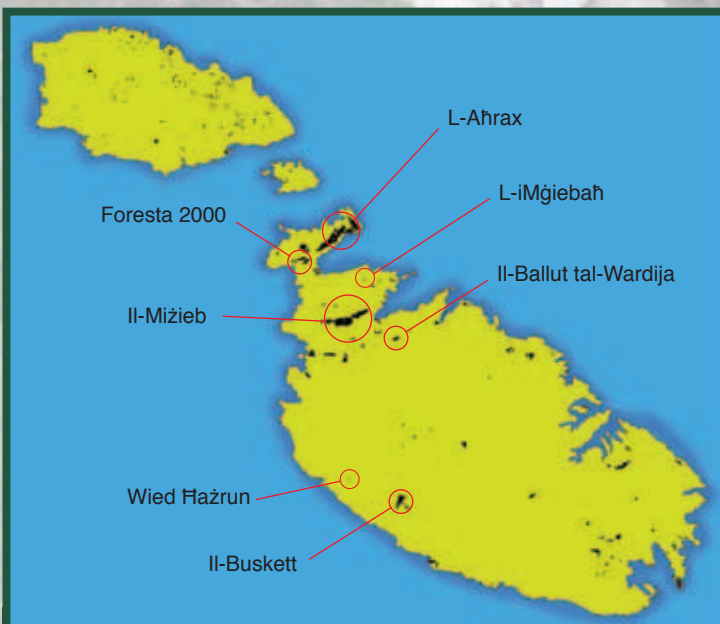 L-Aħrax
L-iMġiebaħ
Foresta 2000
Il-Ballut tal-Wardija
Il-Miżieb
Wied Ħażrun
Il-Buskett